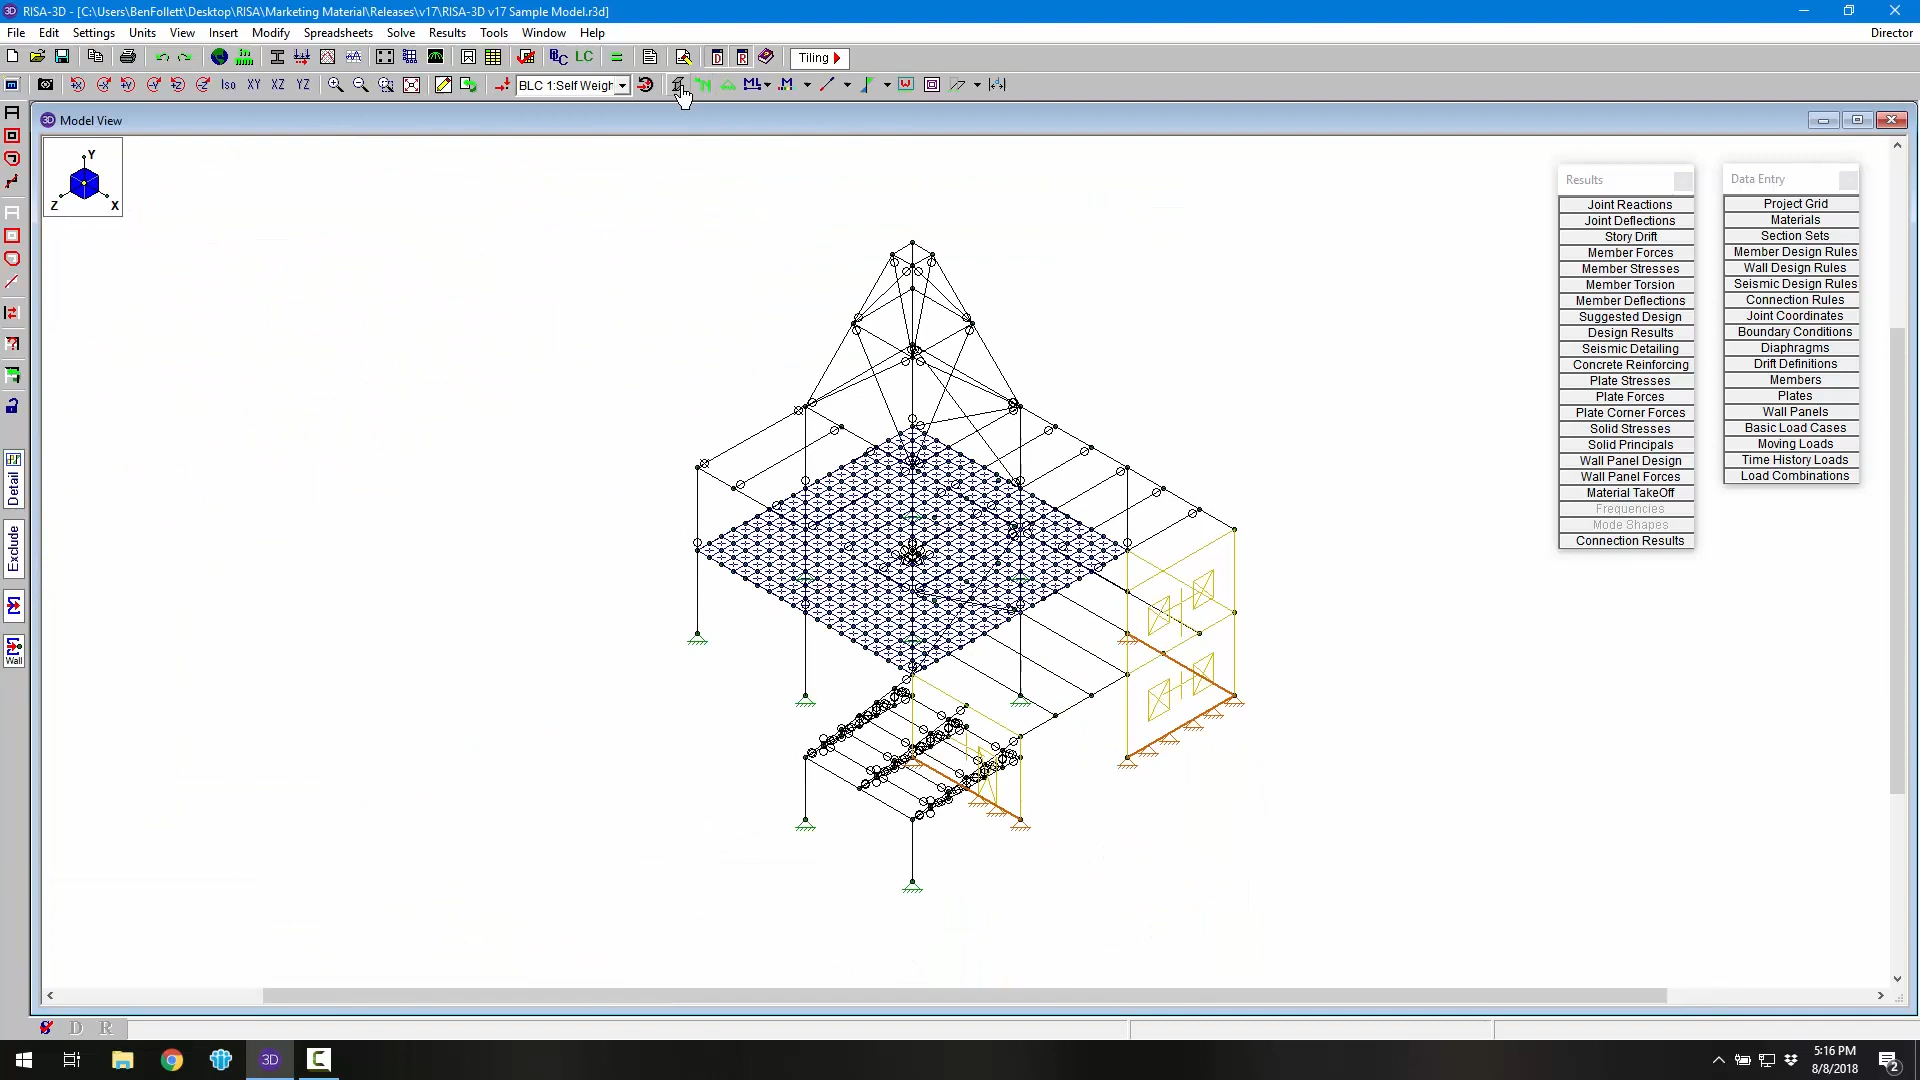 RISA-3D - [C:\Users\BenFollett\Desktop\RISA\Marketing Material\Releases\v17\RISA-3D v17 Sample Model.r3d]
File Edit Settings Units View Insert Modify Spreadsheets Solve Results Tools Window Help Director
LC D R Tiling
Iso XY XZ YZ BLC 1:Self Weigh
Model View
Y
Z X
Results
Joint Reactions
Joint Deflections
Story Drift
Member Forces
Member Stresses
Member Torsion
Member Deflections
Suggested Design
Design Results
Seismic Detailing
Concrete Reinforcing
Plate Stresses
Plate Forces
Plate Corner Forces
Solid Stresses
Solid Principals
Wall Panel Design
Wall Panel Forces
Material TakeOff
Frequencies
Mode Shapes
Connection Results
Data Entry
Project Grid
Materials
Section Sets
Member Design Rules
Wall Design Rules
Seismic Design Rules
Connection Rules
Joint Coordinates
Boundary Conditions
Diaphragms
Drift Definitions
Members
Plates
Wall Panels
Basic Load Cases
Moving Loads
Time History Loads
Load Combinations
Detail
Exclude
Wall
D R
3D
5:16 PM
8/8/2018
2